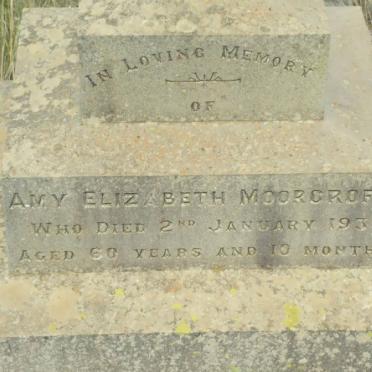 IN LOVING MEMORY
OF
AMY ELIZABETH MOORCROF
WHO DIED 2ND JANUARY 193
AGED 60 YEARS AND 10 MONTH